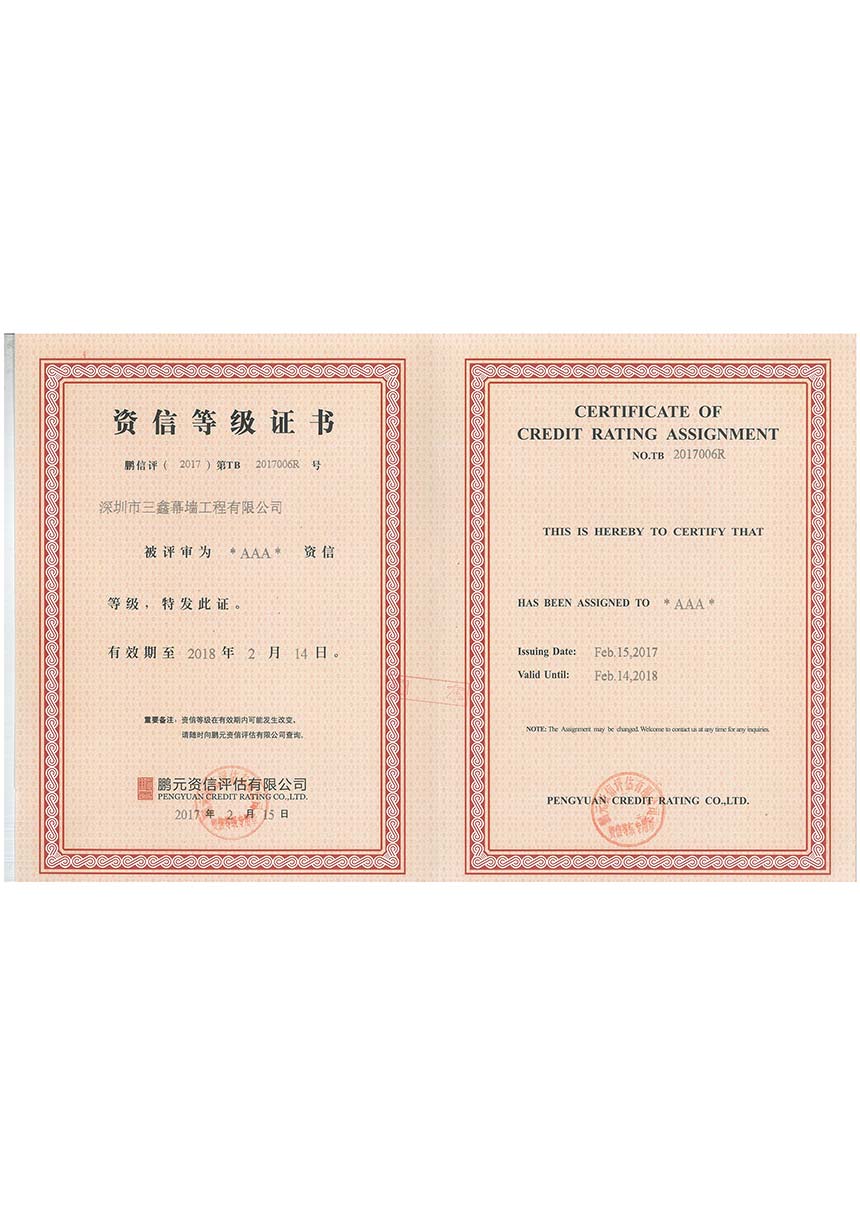 资信等级证书
鹏信评（ 2017 ）第TB 2017006R 号
深圳市三鑫幕墙工程有限公司
被评审为 *AAA* 资信
等级，特发此证。
有效期至 2018 年 2 月 14 日。
重要备注：资信等级在有效期内可能发生改变，
请随时向鹏元资信评估有限公司查询。
鹏元资信评估有限公司
PENGYUAN CREDIT RATING CO.,LTD.
2017 年 2 月 15 日
CERTIFICATE OF
CREDIT RATING ASSIGNMENT
NO.TB 2017006R
THIS IS HEREBY TO CERTIFY THAT
HAS BEEN ASSIGNED TO *AAA*
Issuing Date: Feb.15,2017
Valid Until: Feb.14,2018
NOTE: The Assignment may be changed. Welcome to contact us at any time for any inquiries.
PENGYUAN CREDIT RATING CO.,LTD.